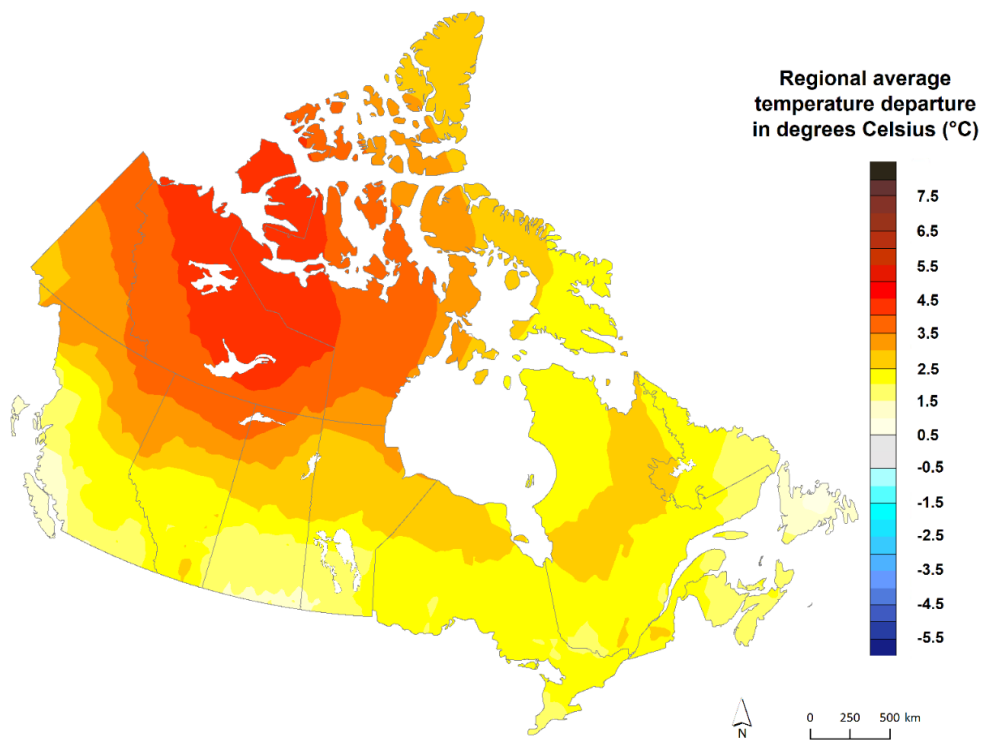 Regional average
temperature departure
in degrees Celsius (°C)
7.5
6.5
5.5
4.5
3.5
2.5
1.5
0.5
-0.5
-1.5
-2.5
-3.5
-4.5
-5.5
N
0 250 500 km